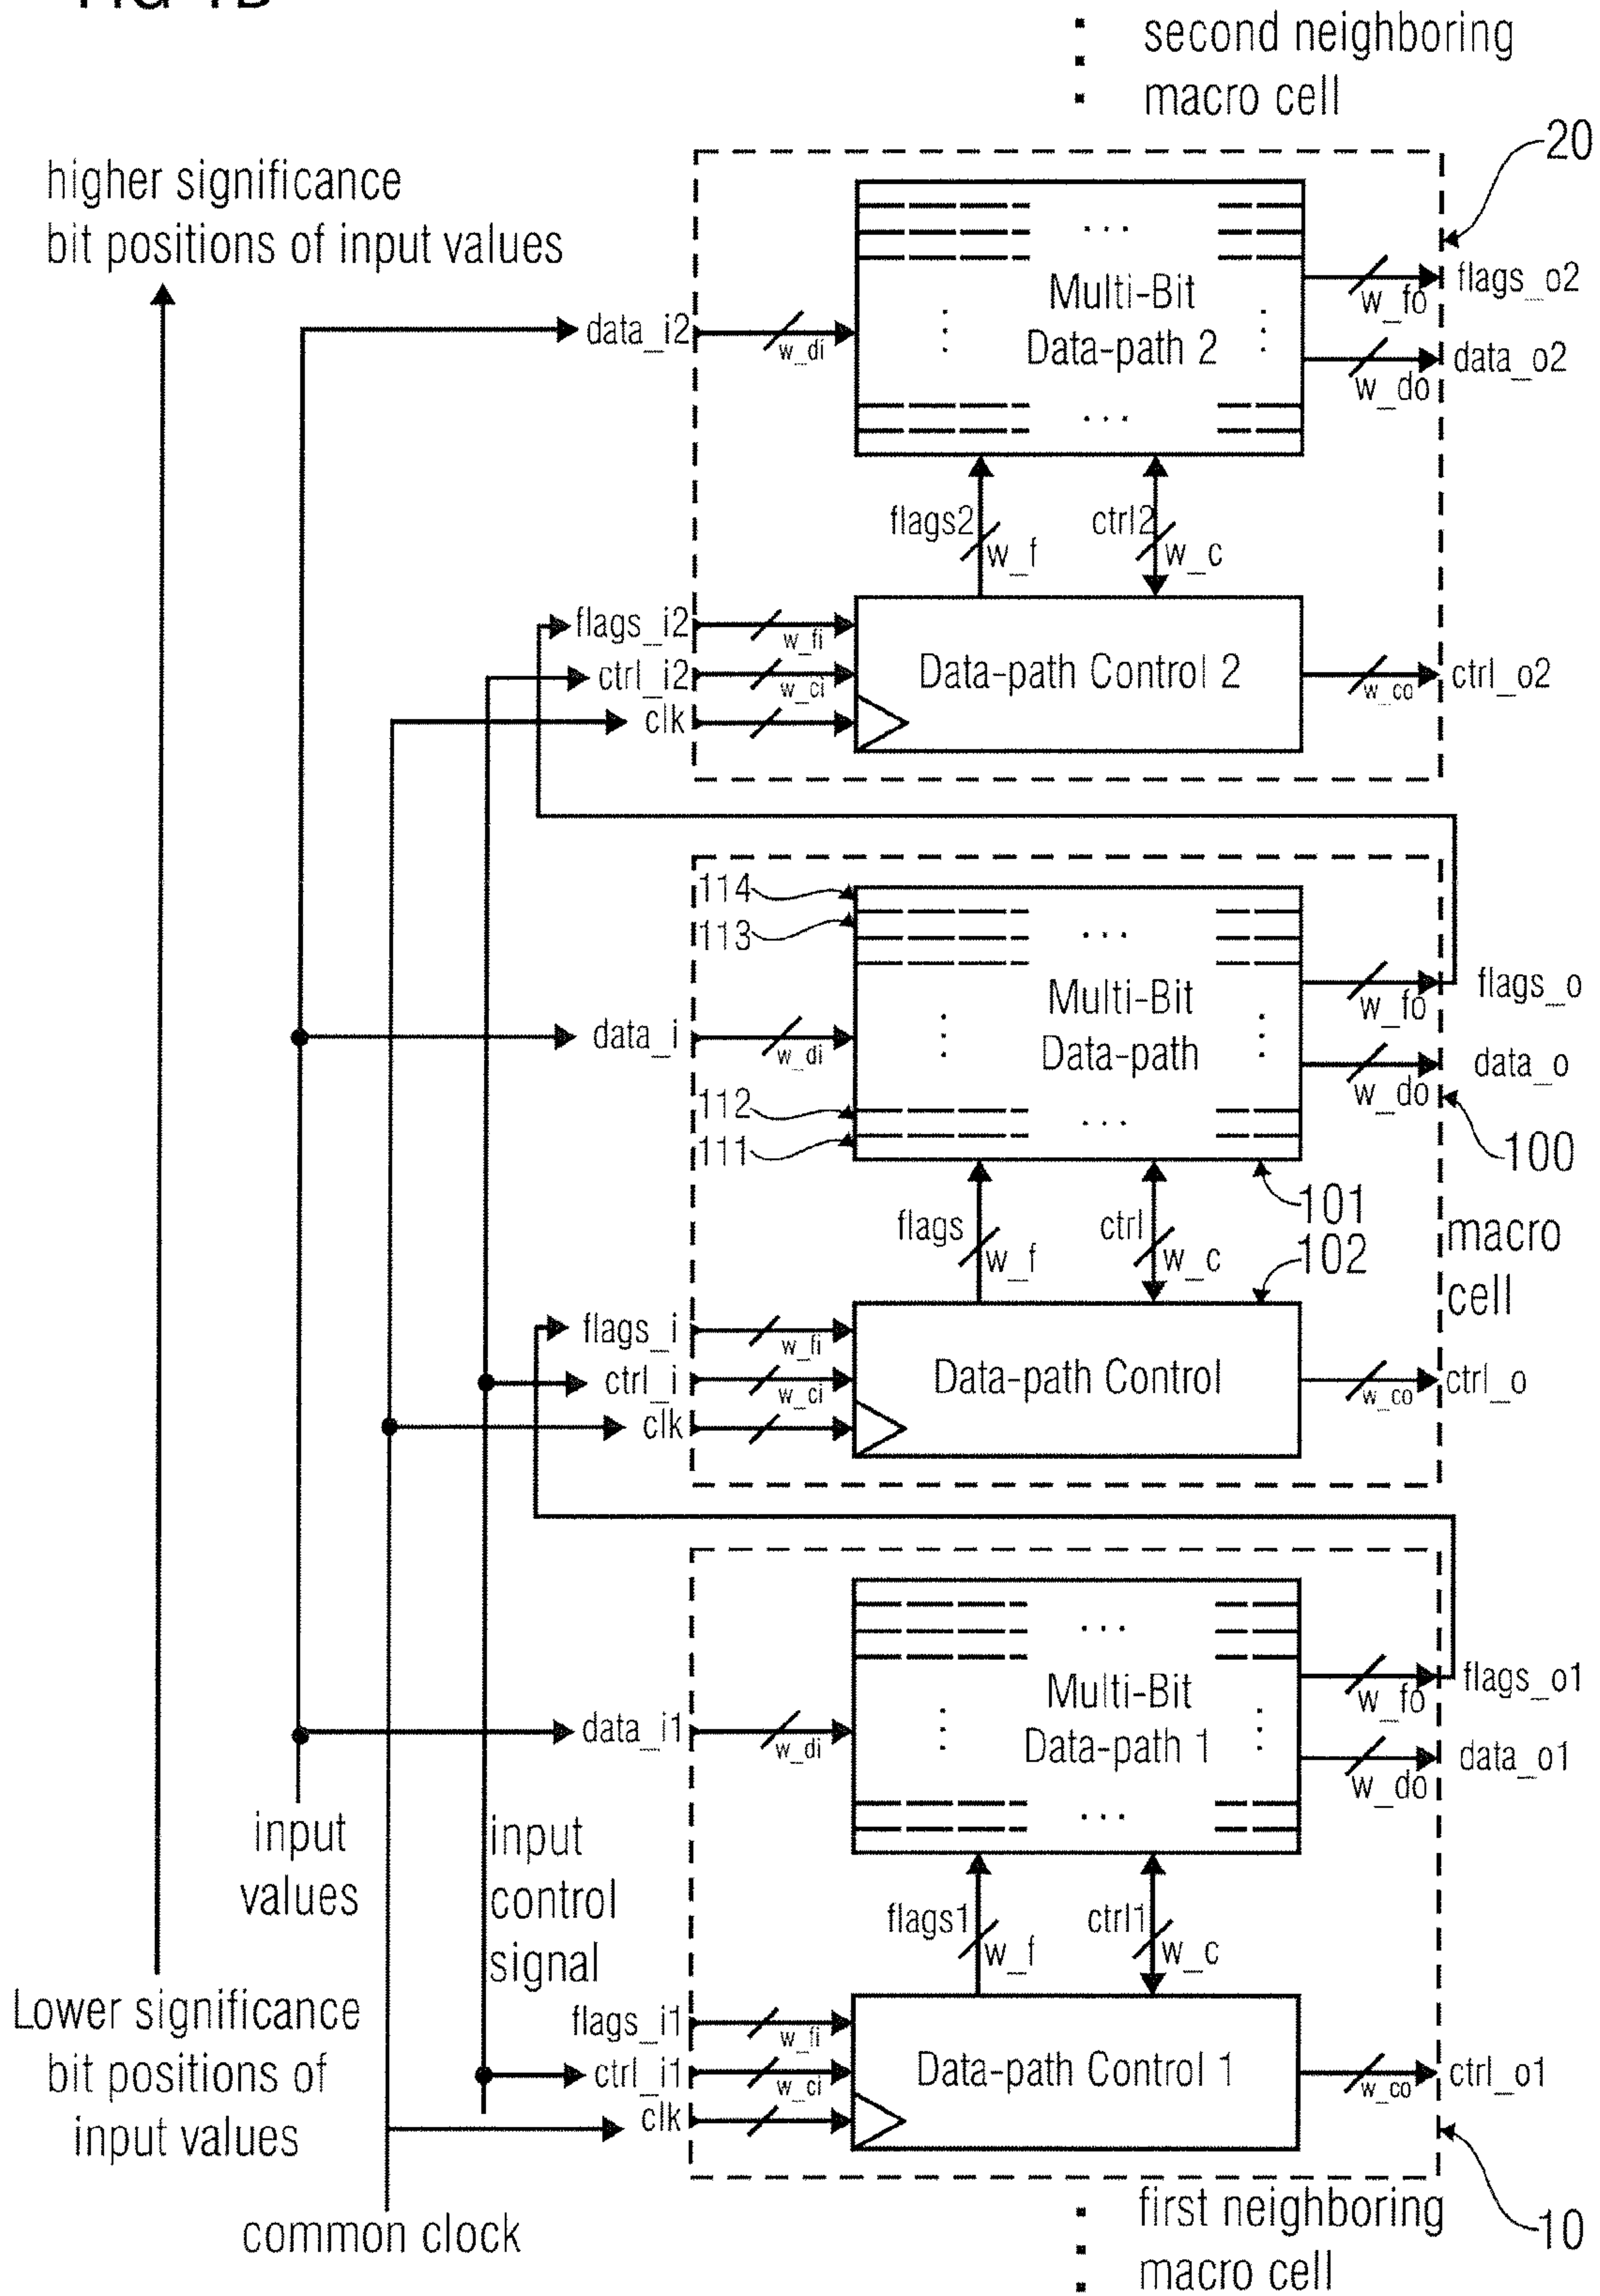 FIG 1B
second neighboring
macro cell
20
higher significance
bit positions of input values
data_i2
w_di
Multi-Bit
Data-path 2
w_fo
flags_o2
w_do
data_o2
flags2
w_f
ctrl2
w_c
flags_i2
w_fi
ctrl_i2
w_ci
clk
Data-path Control 2
w_co
ctrl_o2
114
113
data_i
w_di
Multi-Bit
Data-path
w_fo
flags_o
w_do
data_o
112
111
100
101
102
macro
cell
flags
w_f
ctrl
w_c
flags_i
w_fi
ctrl_i
w_ci
clk
Data-path Control
w_co
ctrl_o
data_i1
w_di
Multi-Bit
Data-path 1
w_fo
flags_o1
w_do
data_o1
input
values
input
control
signal
flags1
w_f
ctrl1
w_c
Lower significance
bit positions of
input values
flags_i1
w_fi
ctrl_i1
w_ci
clk
Data-path Control 1
w_co
ctrl_o1
common clock
first neighboring
macro cell
10